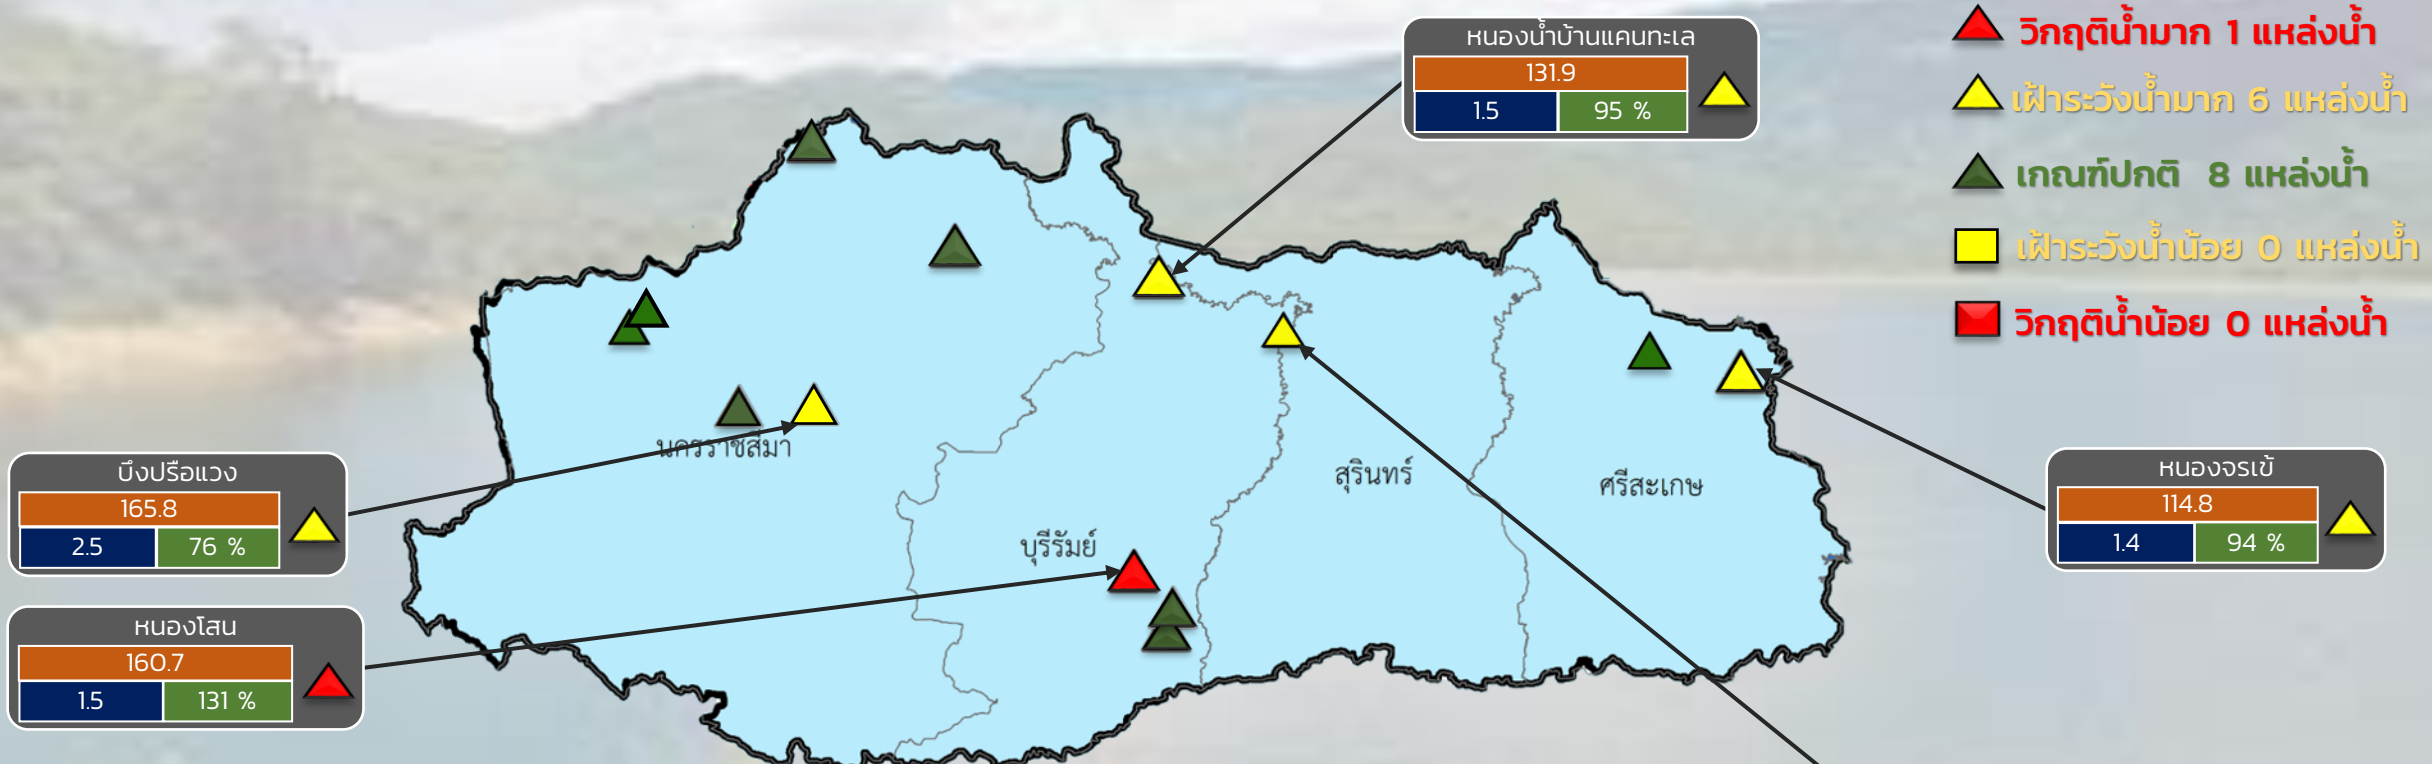 หนองน้ำบ้านแคนทะเล
131.9
1.5 95 %
วิกฤติน้ำมาก 1 แหล่งน้ำ
เฝ้าระวังน้ำมาก 6 แหล่งน้ำ
เกณฑ์ปกติ 8 แหล่งน้ำ
เฝ้าระวังน้ำน้อย 0 แหล่งน้ำ
วิกฤติน้ำน้อย 0 แหล่งน้ำ
นครราชสีมา
สุรินทร์
ศรีสะเกษ
บุรีรัมย์
บึงปรือแวง
165.8
2.5 76 %
หนองจรเข้
114.8
1.4 94 %
หนองโสน
160.7
1.5 131 %